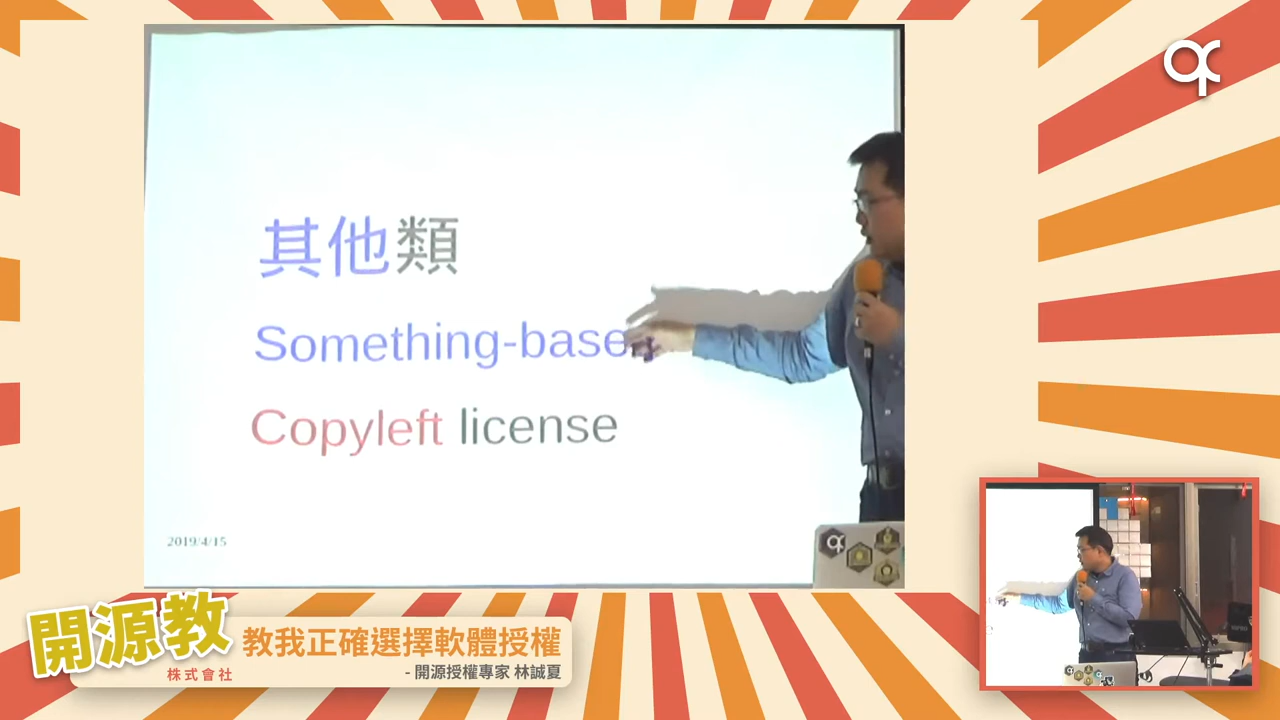 其他類
Something-base
Copyleft license
2019/4/15
開源教
株式會社
教我正確選擇軟體授權
- 開源授權專家 林誠夏